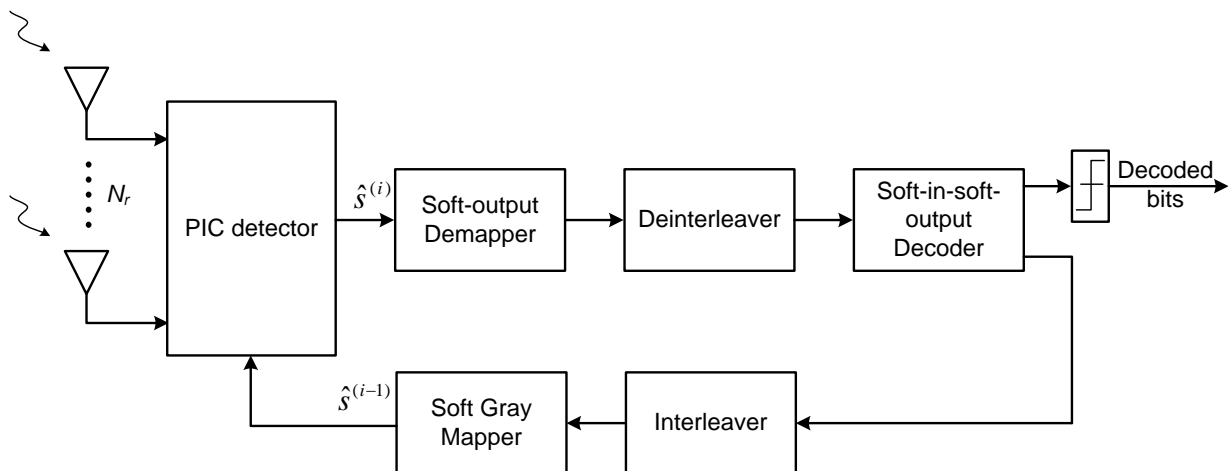 N_r
PIC detector
ŝ^(i)
Soft-output
Demapper
Deinterleaver
Soft-in-soft-
output
Decoder
Decoded
bits
ŝ^(i−1)
Soft Gray
Mapper
Interleaver